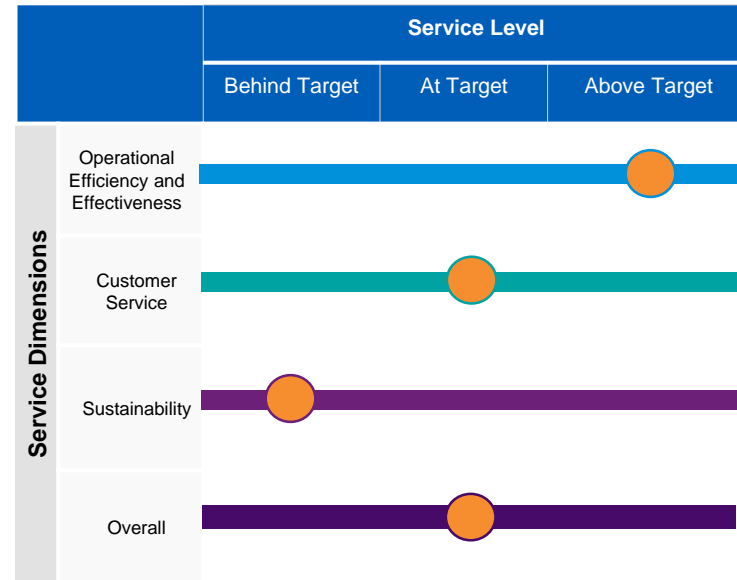 Service Level
Behind Target
At Target
Above Target
Service Dimensions
Operational
Efficiency and
Effectiveness
Customer
Service
Sustainability
Overall